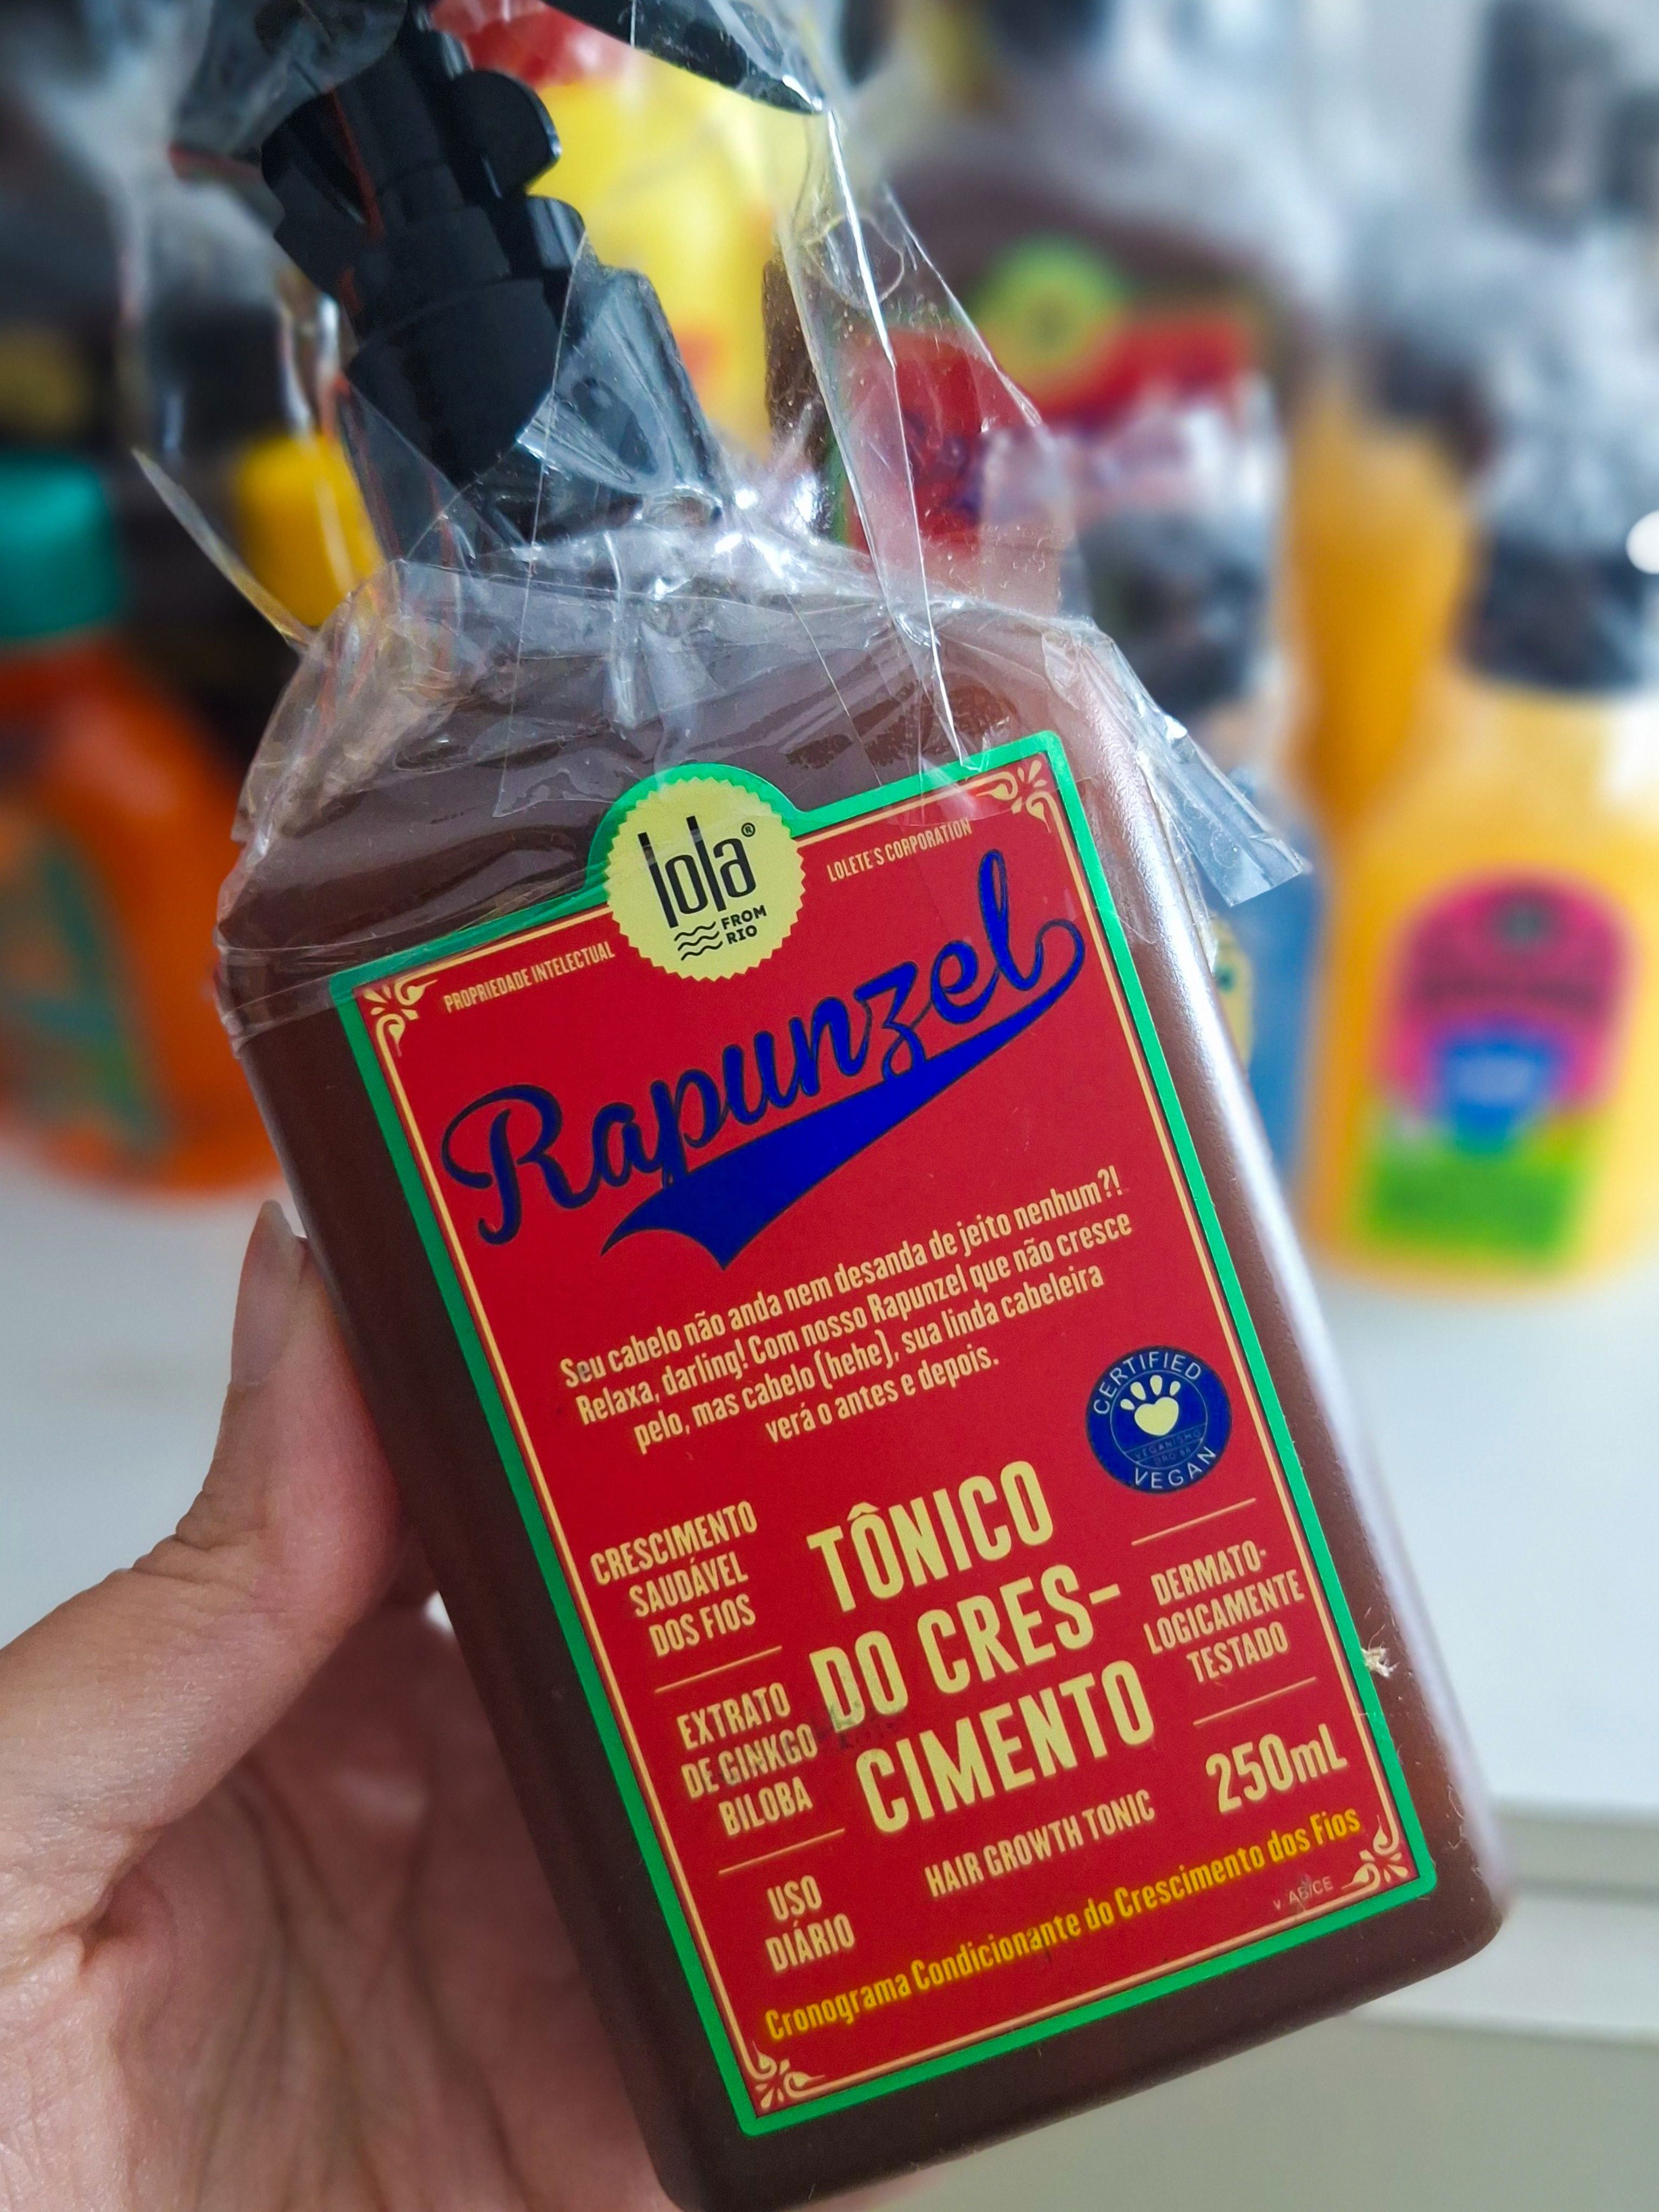 lola®
FROM
RIO
PROPRIEDADE INTELECTUAL
LOLETE'S CORPORATION
Rapunzel
Seu cabelo não anda nem desanda de jeito nenhum?!
Relaxa, darling! Com nosso Rapunzel que não cresce
pelo, mas cabelo (hehe), sua linda cabeleira
verá o antes e depois.
CERTIFIED
VEGANISMO
VEGAN
CRESCIMENTO
SAUDÁVEL
DOS FIOS
EXTRATO
DE GINKGO
BILOBA
USO
DIÁRIO
TÔNICO
DO CRES-
CIMENTO
HAIR GROWTH TONIC
DERMATO-
LOGICAMENTE
TESTADO
250mL
Cronograma Condicionante do Crescimento dos Fios